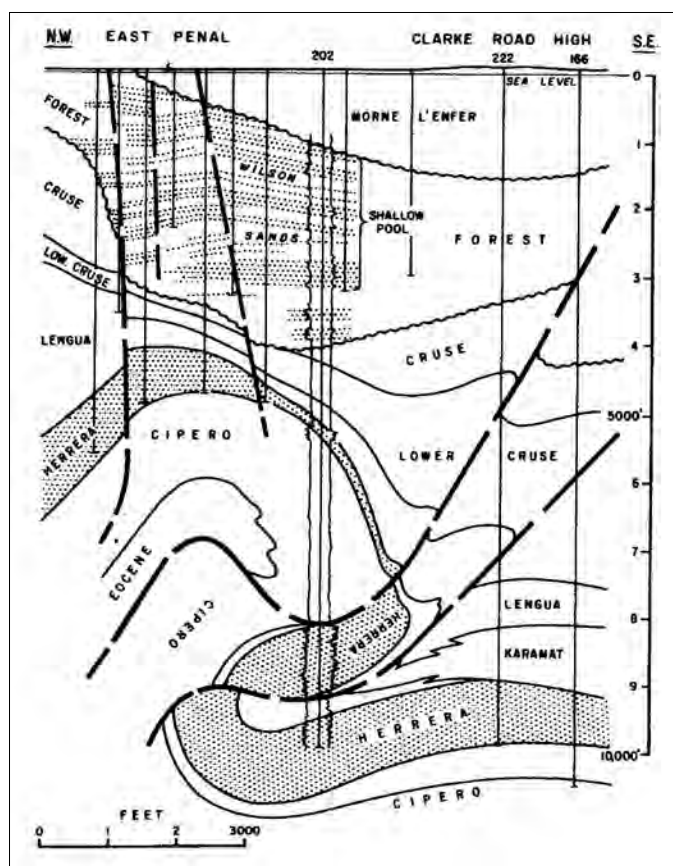 N.W. EAST PENAL CLARKE ROAD HIGH S.E.
202 222 166
SEA LEVEL 0
FOREST
MORNE L'ENFER
1
WILSON
CRUSE
SHALLOW
POOL
2
SANDS
FOREST
LOW. CRUSE
3
LENGUA
CRUSE
4
HERRERA
CIPERO
LOWER CRUSE
5000'
6
EOCENE
7
CIPERO
HERRERA
LENGUA
8
KARAMAT
9
HERRERA
10,000'
CIPERO
FEET
0 1 2 3000